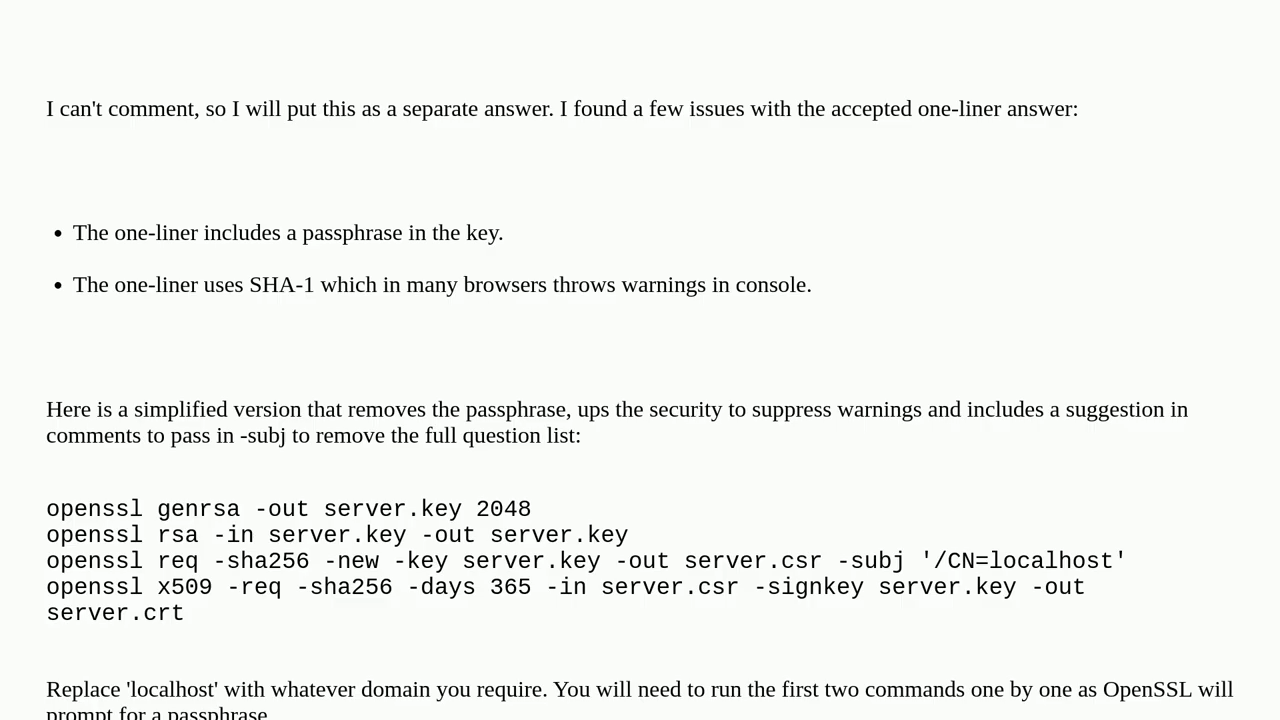 I can't comment, so I will put this as a separate answer. I found a few issues with the accepted one-liner answer:
• The one-liner includes a passphrase in the key.
• The one-liner uses SHA-1 which in many browsers throws warnings in console.
Here is a simplified version that removes the passphrase, ups the security to suppress warnings and includes a suggestion in
comments to pass in -subj to remove the full question list:
openssl genrsa -out server.key 2048
openssl rsa -in server.key -out server.key
openssl req -sha256 -new -key server.key -out server.csr -subj '/CN=localhost'
openssl x509 -req -sha256 -days 365 -in server.csr -signkey server.key -out
server.crt
Replace 'localhost' with whatever domain you require. You will need to run the first two commands one by one as OpenSSL will
prompt for a passphrase.